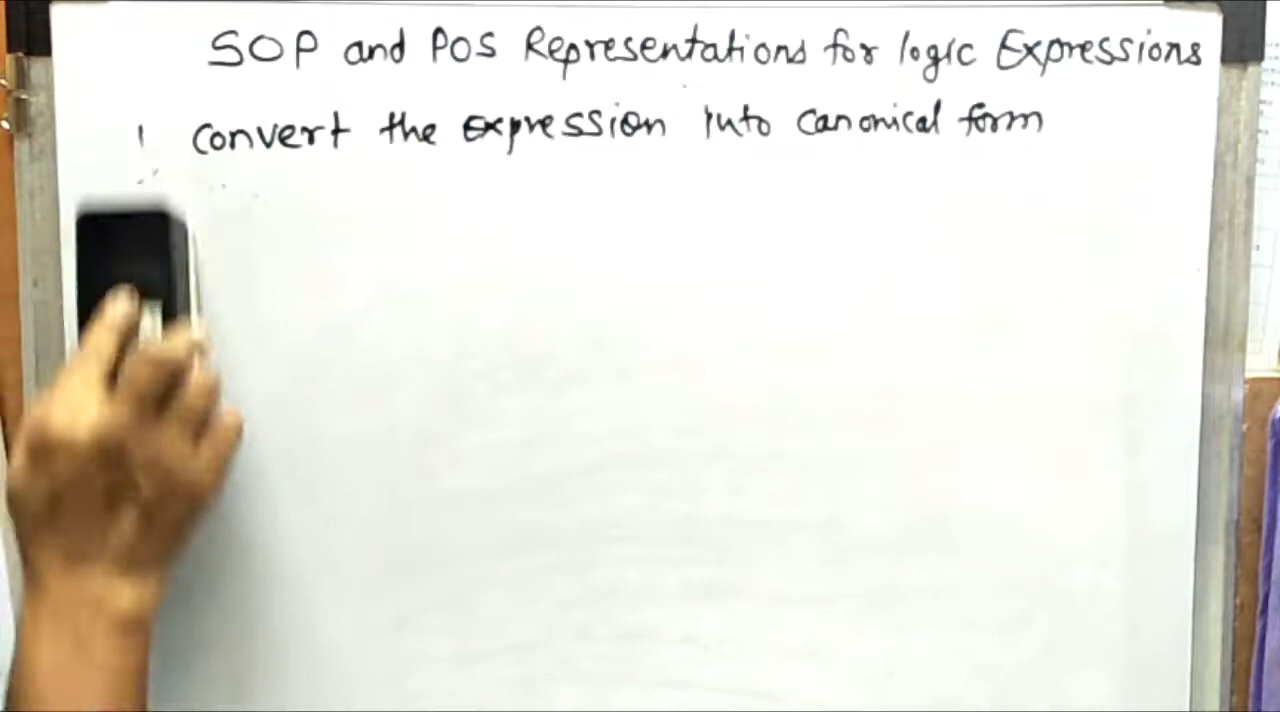 SOP and POS Representations for logic Expressions
1 convert the expression into canonical form